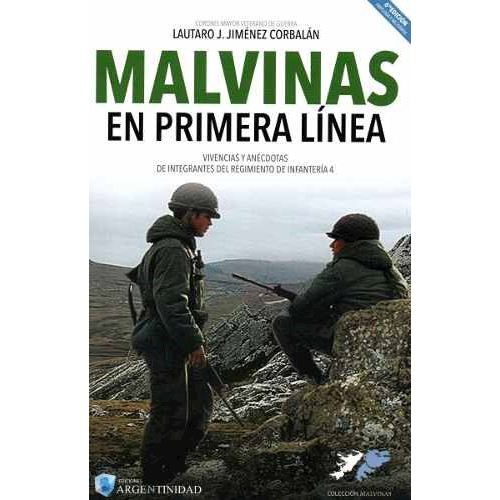 CORONEL MAYOR VETERANO DE GUERRA
LAUTARO J. JIMÉNEZ CORBALÁN
MALVINAS
EN PRIMERA LÍNEA
VIVENCIAS Y ANÉCDOTAS
DE INTEGRANTES DEL REGIMIENTO DE INFANTERÍA 4
EDICIONES
ARGENTINIDAD
COLECCIÓN MALVINAS